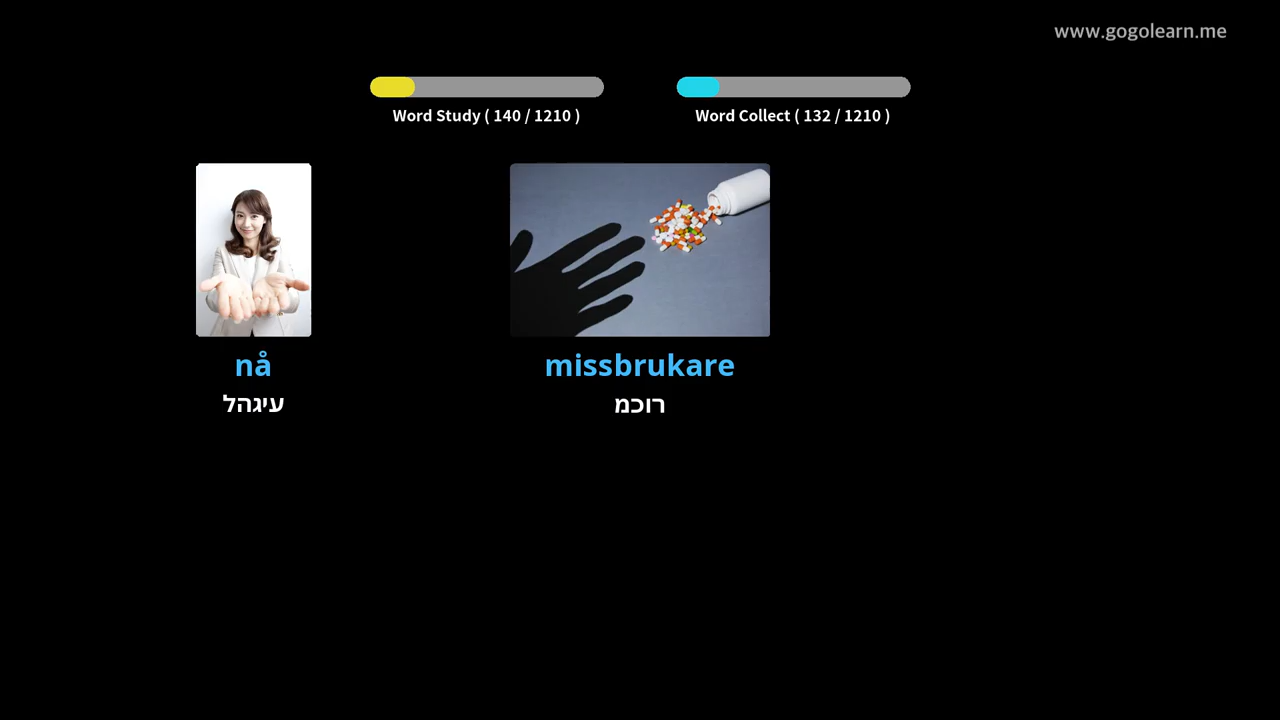 www.gogolearn.me
Word Study ( 140 / 1210 )
Word Collect ( 132 / 1210 )
nå
עיגהל
missbrukare
רוכמ